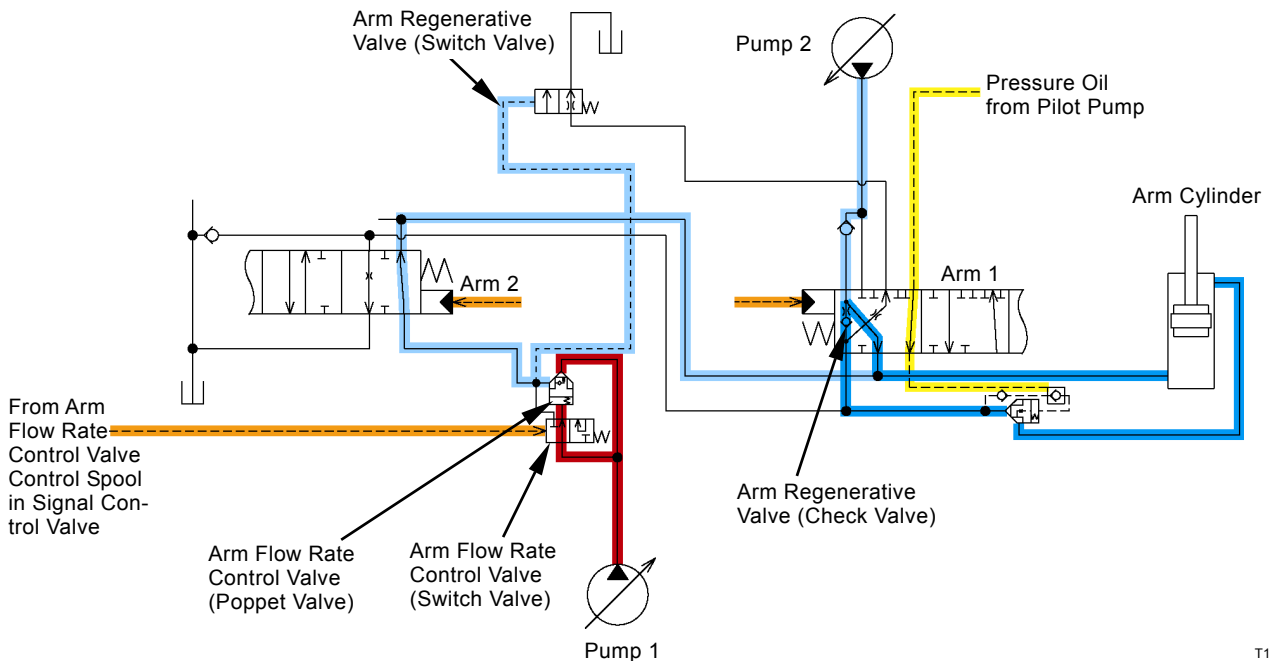 Arm Regenerative
Valve (Switch Valve)
Pump 2
Pressure Oil
from Pilot Pump
Arm Cylinder
Arm 2
Arm 1
From Arm
Flow Rate
Control Valve
Control Spool
in Signal Con-
trol Valve
Arm Regenerative
Valve (Check Valve)
Arm Flow Rate
Control Valve
(Poppet Valve)
Arm Flow Rate
Control Valve
(Switch Valve)
Pump 1
T1